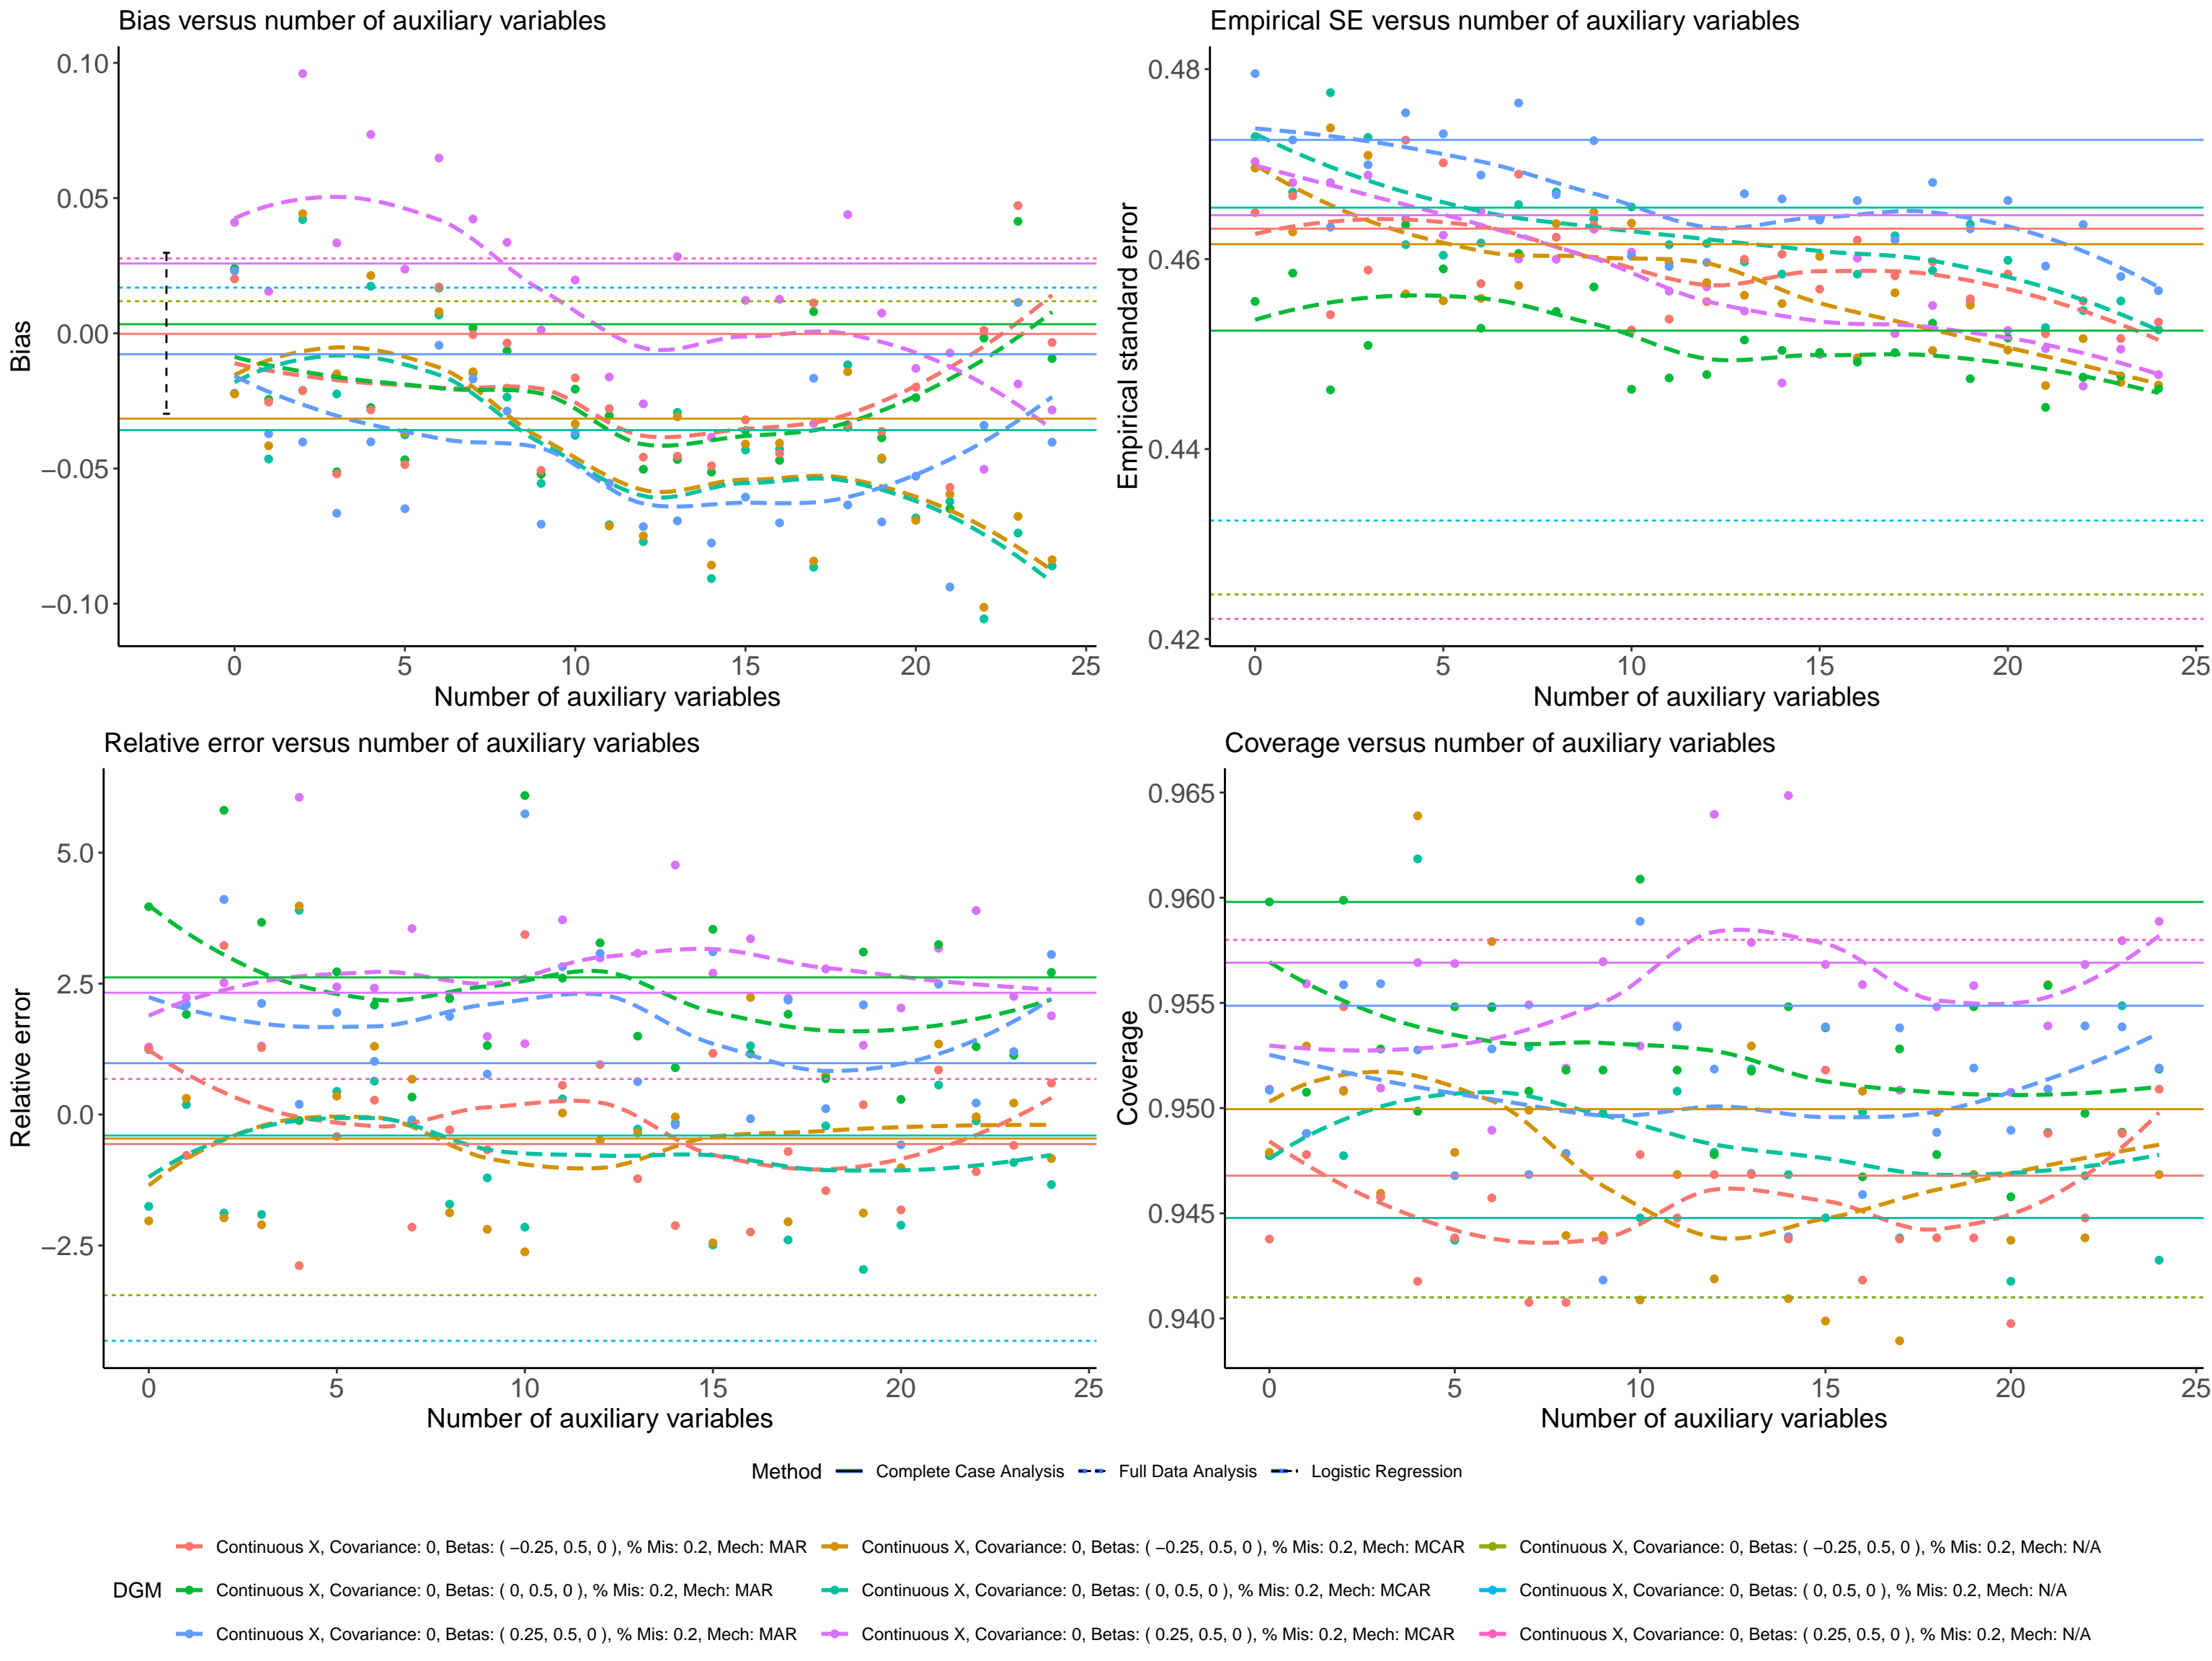 Bias versus number of auxiliary variables
0.10
0.05
0.00
−0.05
−0.10
Bias
0 5 10 15 20 25
Number of auxiliary variables
Empirical SE versus number of auxiliary variables
0.48
0.46
0.44
0.42
Empirical standard error
0 5 10 15 20 25
Number of auxiliary variables
Relative error versus number of auxiliary variables
5.0
2.5
0.0
−2.5
Relative error
0 5 10 15 20 25
Number of auxiliary variables
Coverage versus number of auxiliary variables
0.965
0.960
0.955
0.950
0.945
0.940
Coverage
0 5 10 15 20 25
Number of auxiliary variables
Method Complete Case Analysis Full Data Analysis Logistic Regression
Continuous X, Covariance: 0, Betas: ( −0.25, 0.5, 0 ), % Mis: 0.2, Mech: MAR Continuous X, Covariance: 0, Betas: ( −0.25, 0.5, 0 ), % Mis: 0.2, Mech: MCAR Continuous X, Covariance: 0, Betas: ( −0.25, 0.5, 0 ), % Mis: 0.2, Mech: N/A
DGM Continuous X, Covariance: 0, Betas: ( 0, 0.5, 0 ), % Mis: 0.2, Mech: MAR Continuous X, Covariance: 0, Betas: ( 0, 0.5, 0 ), % Mis: 0.2, Mech: MCAR Continuous X, Covariance: 0, Betas: ( 0, 0.5, 0 ), % Mis: 0.2, Mech: N/A
Continuous X, Covariance: 0, Betas: ( 0.25, 0.5, 0 ), % Mis: 0.2, Mech: MAR Continuous X, Covariance: 0, Betas: ( 0.25, 0.5, 0 ), % Mis: 0.2, Mech: MCAR Continuous X, Covariance: 0, Betas: ( 0.25, 0.5, 0 ), % Mis: 0.2, Mech: N/A